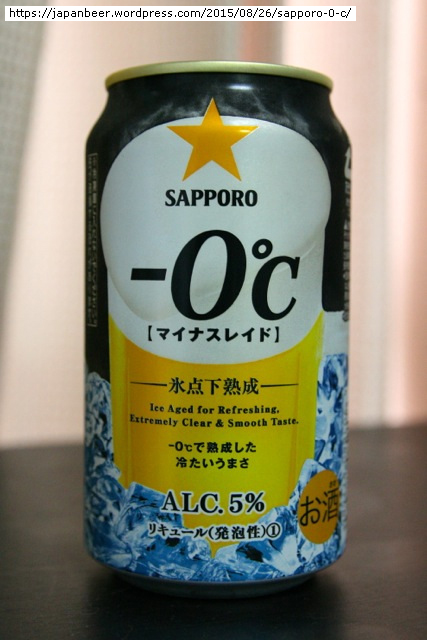 https://japanbeer.wordpress.com/2015/08/26/sapporo-0-c/
SAPPORO
-0℃
【マイナスレイド】
氷点下熟成
Ice Aged for Refreshing,
Extremely Clear & Smooth Taste.
-0℃で熟成した
冷たいうまさ
ALC.5%
リキュール(発泡性)①
お酒